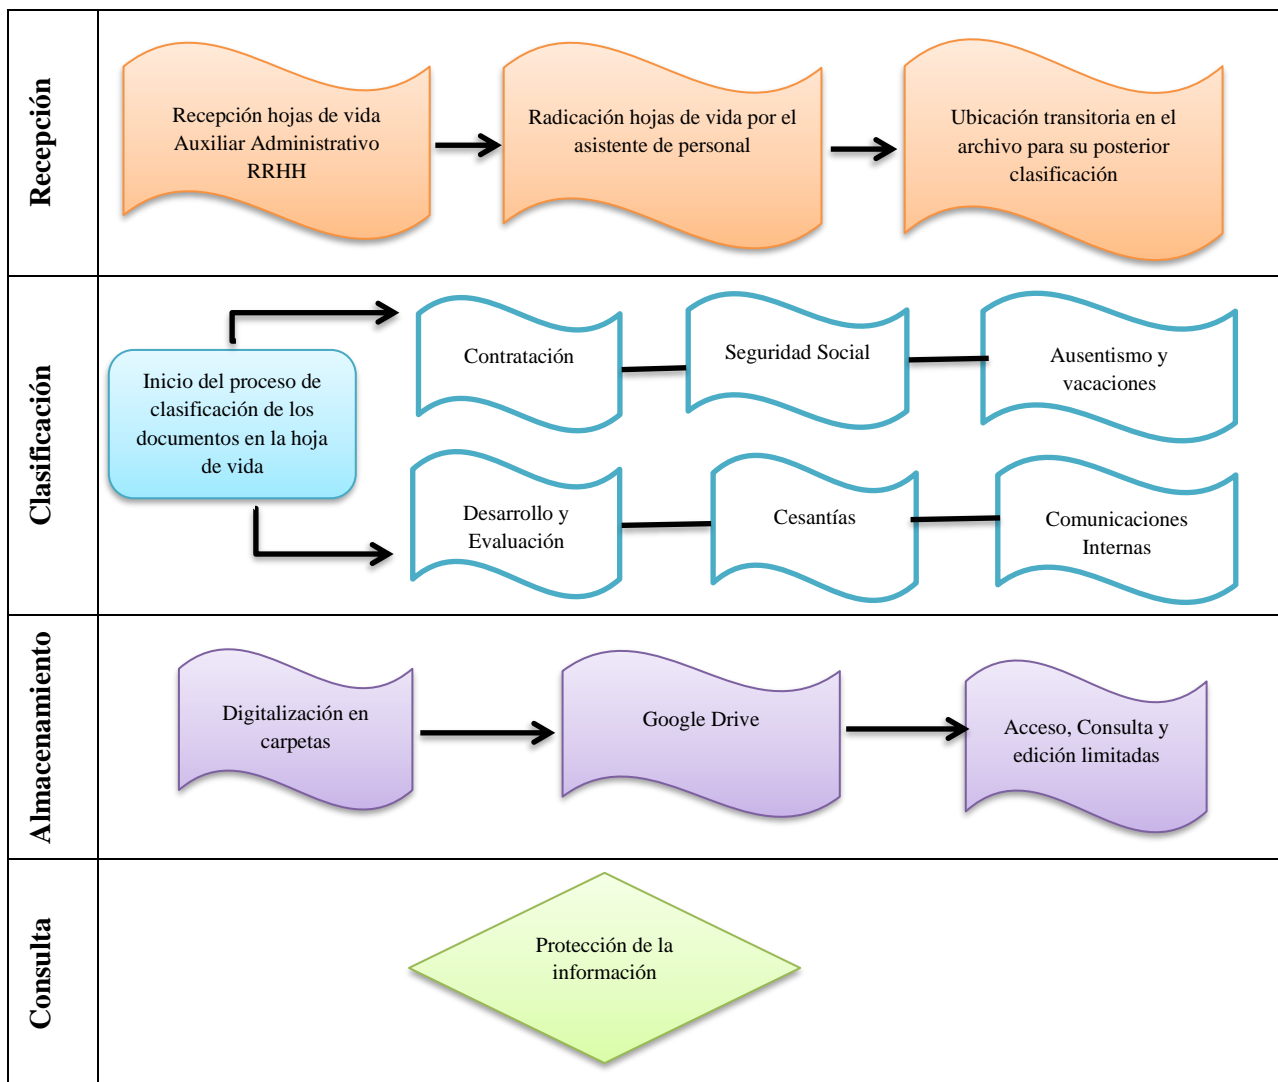 Recepción
Recepción hojas de vida
Auxiliar Administrativo
RRHH
Radicación hojas de vida por el
asistente de personal
Ubicación transitoria en el
archivo para su posterior
clasificación
Clasificación
Inicio del proceso de
clasificación de los
documentos en la hoja
de vida
Contratación
Seguridad Social
Ausentismo y
vacaciones
Desarrollo y
Evaluación
Cesantías
Comunicaciones
Internas
Almacenamiento
Digitalización en
carpetas
Google Drive
Acceso, Consulta y
edición limitadas
Consulta
Protección de la
información